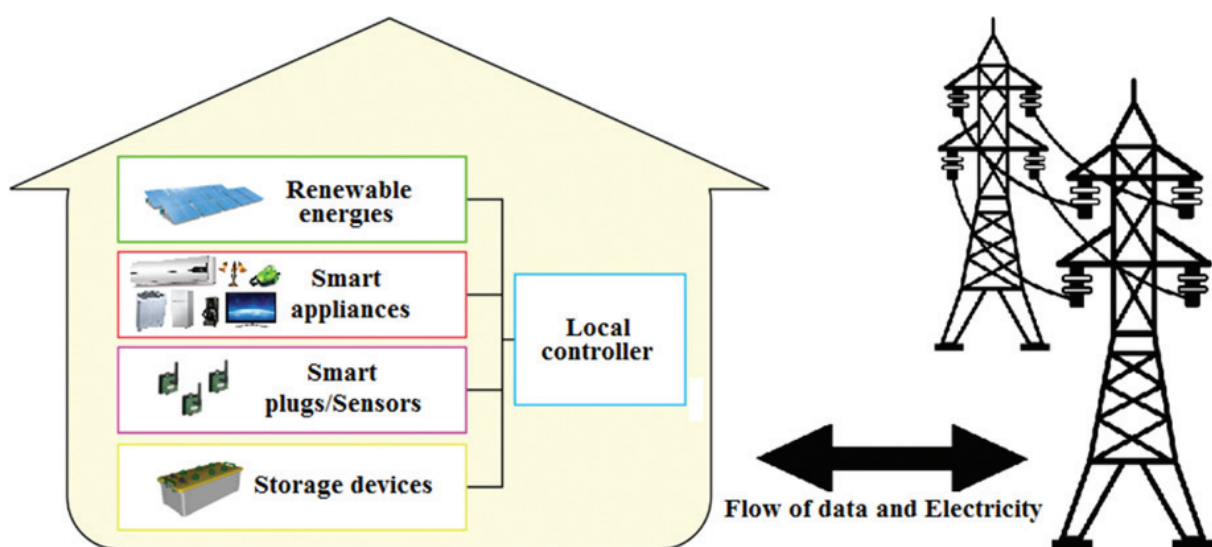 Renewable
energies
Smart
appliances
Smart
plugs/Sensors
Storage devices
Local
controller
Flow of data and Electricity